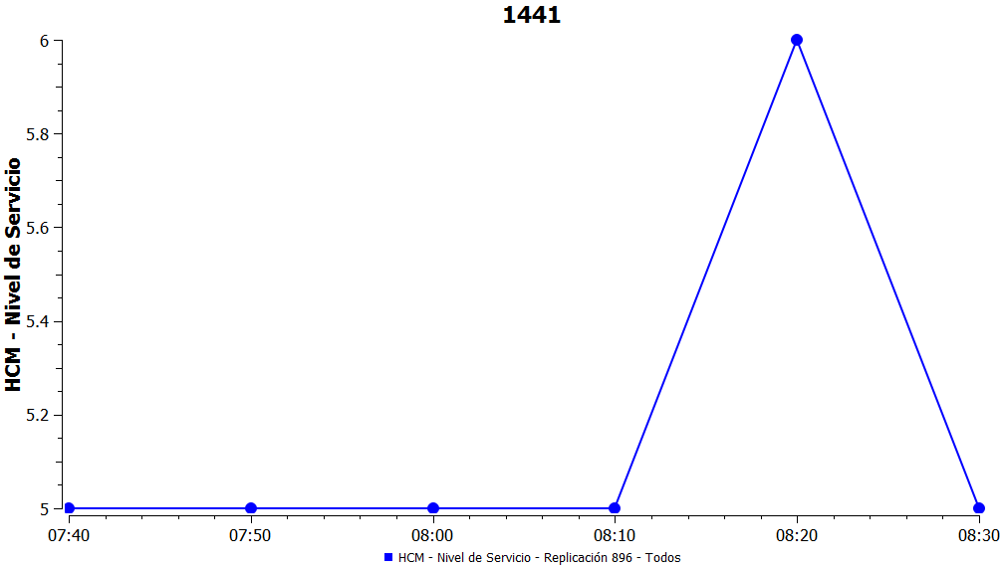 1441
HCM - Nivel de Servicio
6
5.8
5.6
5.4
5.2
5
07:40 07:50 08:00 08:10 08:20 08:30
HCM - Nivel de Servicio - Replicación 896 - Todos